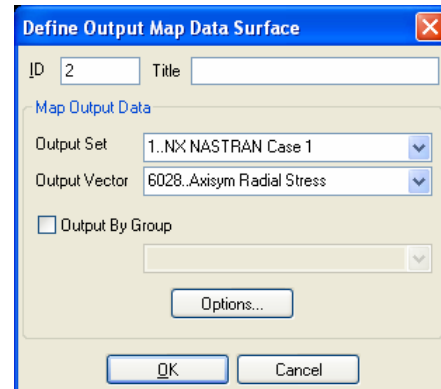 Define Output Map Data Surface
ID 2 Title
Map Output Data
Output Set 1..NX NASTRAN Case 1
Output Vector 6028..Axisym Radial Stress
Output By Group
Options...
OK Cancel